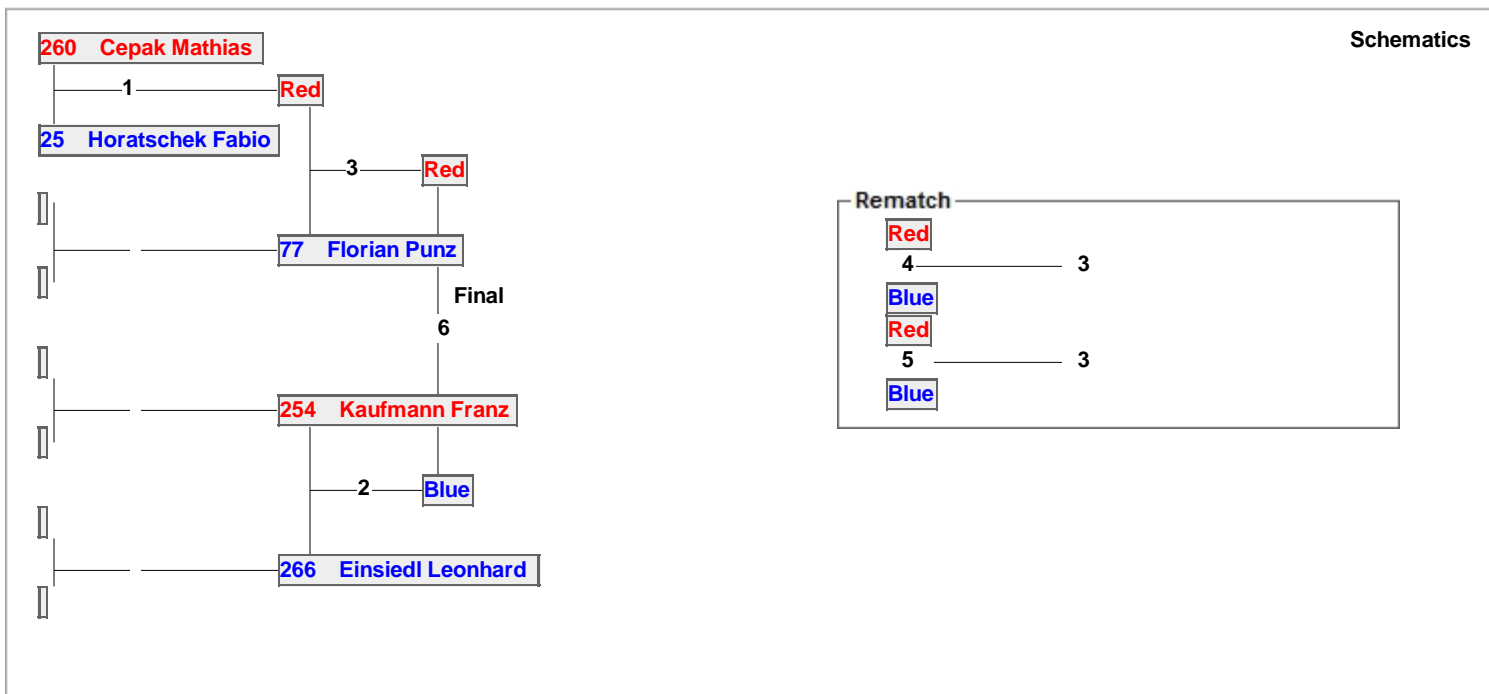 Schematics
260 Cepak Mathias
1 Red
25 Horatschek Fabio
3 Red
77 Florian Punz
Final
6
254 Kaufmann Franz
2 Blue
266 Einsiedl Leonhard
Rematch
Red
4 3
Blue
Red
5 3
Blue